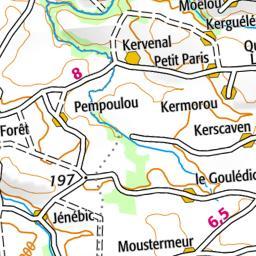 Moëlou
Kerguélé
Kervenal
Petit Paris
8
Pempoulou
Kermorou
Forêt
Kerscaven
197
le Goulédic
Jénébic
6,5
Moustermeur